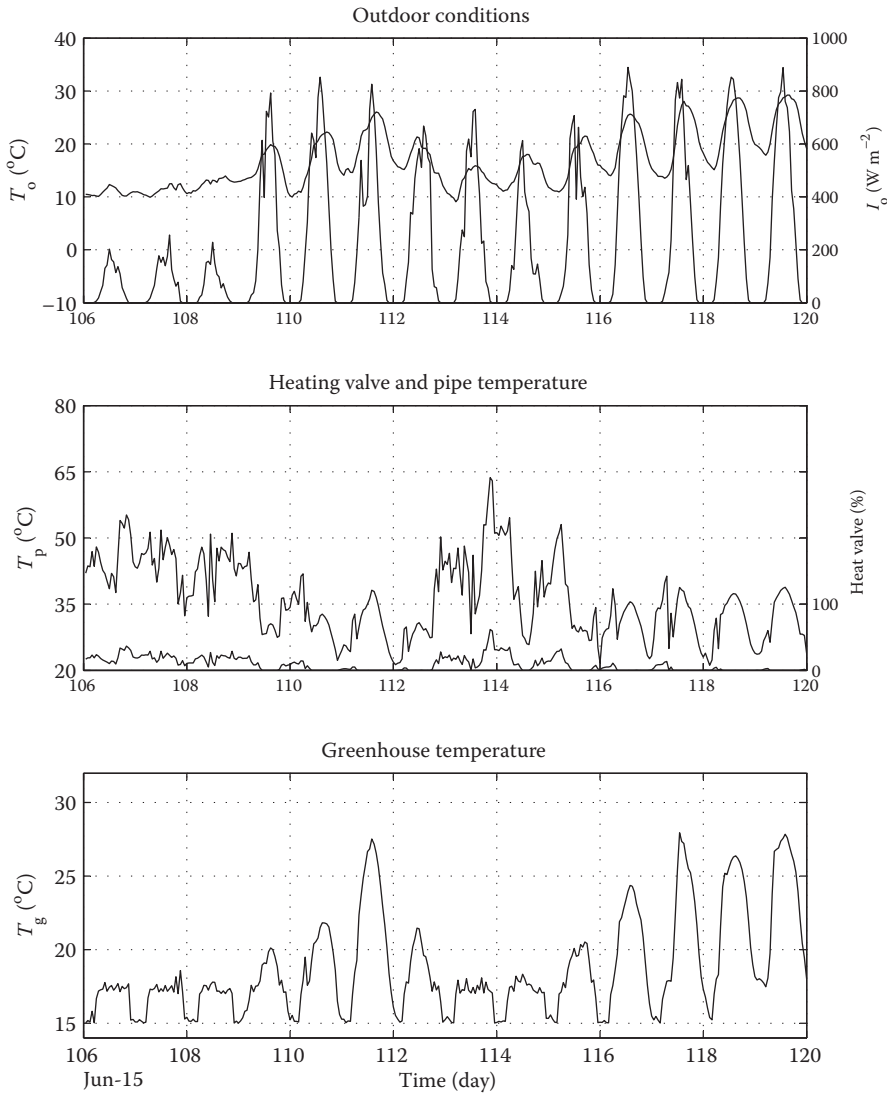 Outdoor conditions
40 1000
30 800
20 600
10 400
0 200
−10 0
T_o (°C)
I_o (W m⁻²)
106 108 110 112 114 116 118 120
Heating valve and pipe temperature
80
65
50
35 100
20 0
T_p (°C)
Heat valve (%)
106 108 110 112 114 116 118 120
Greenhouse temperature
30
25
20
15
T_g (°C)
106 108 110 112 114 116 118 120
Jun-15 Time (day)